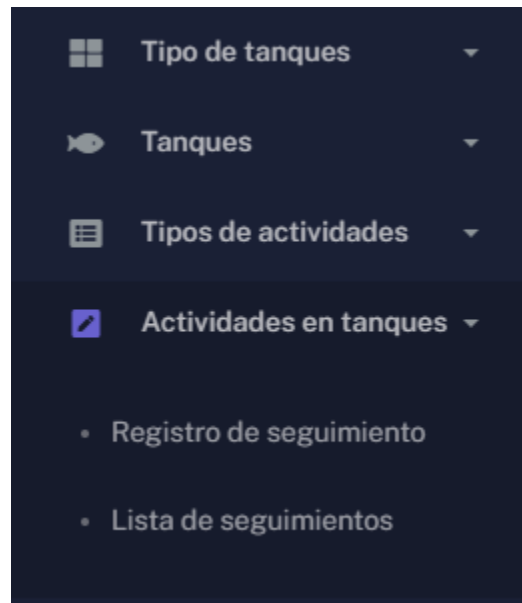 Tipo de tanques
Tanques
Tipos de actividades
Actividades en tanques
Registro de seguimiento
Lista de seguimientos